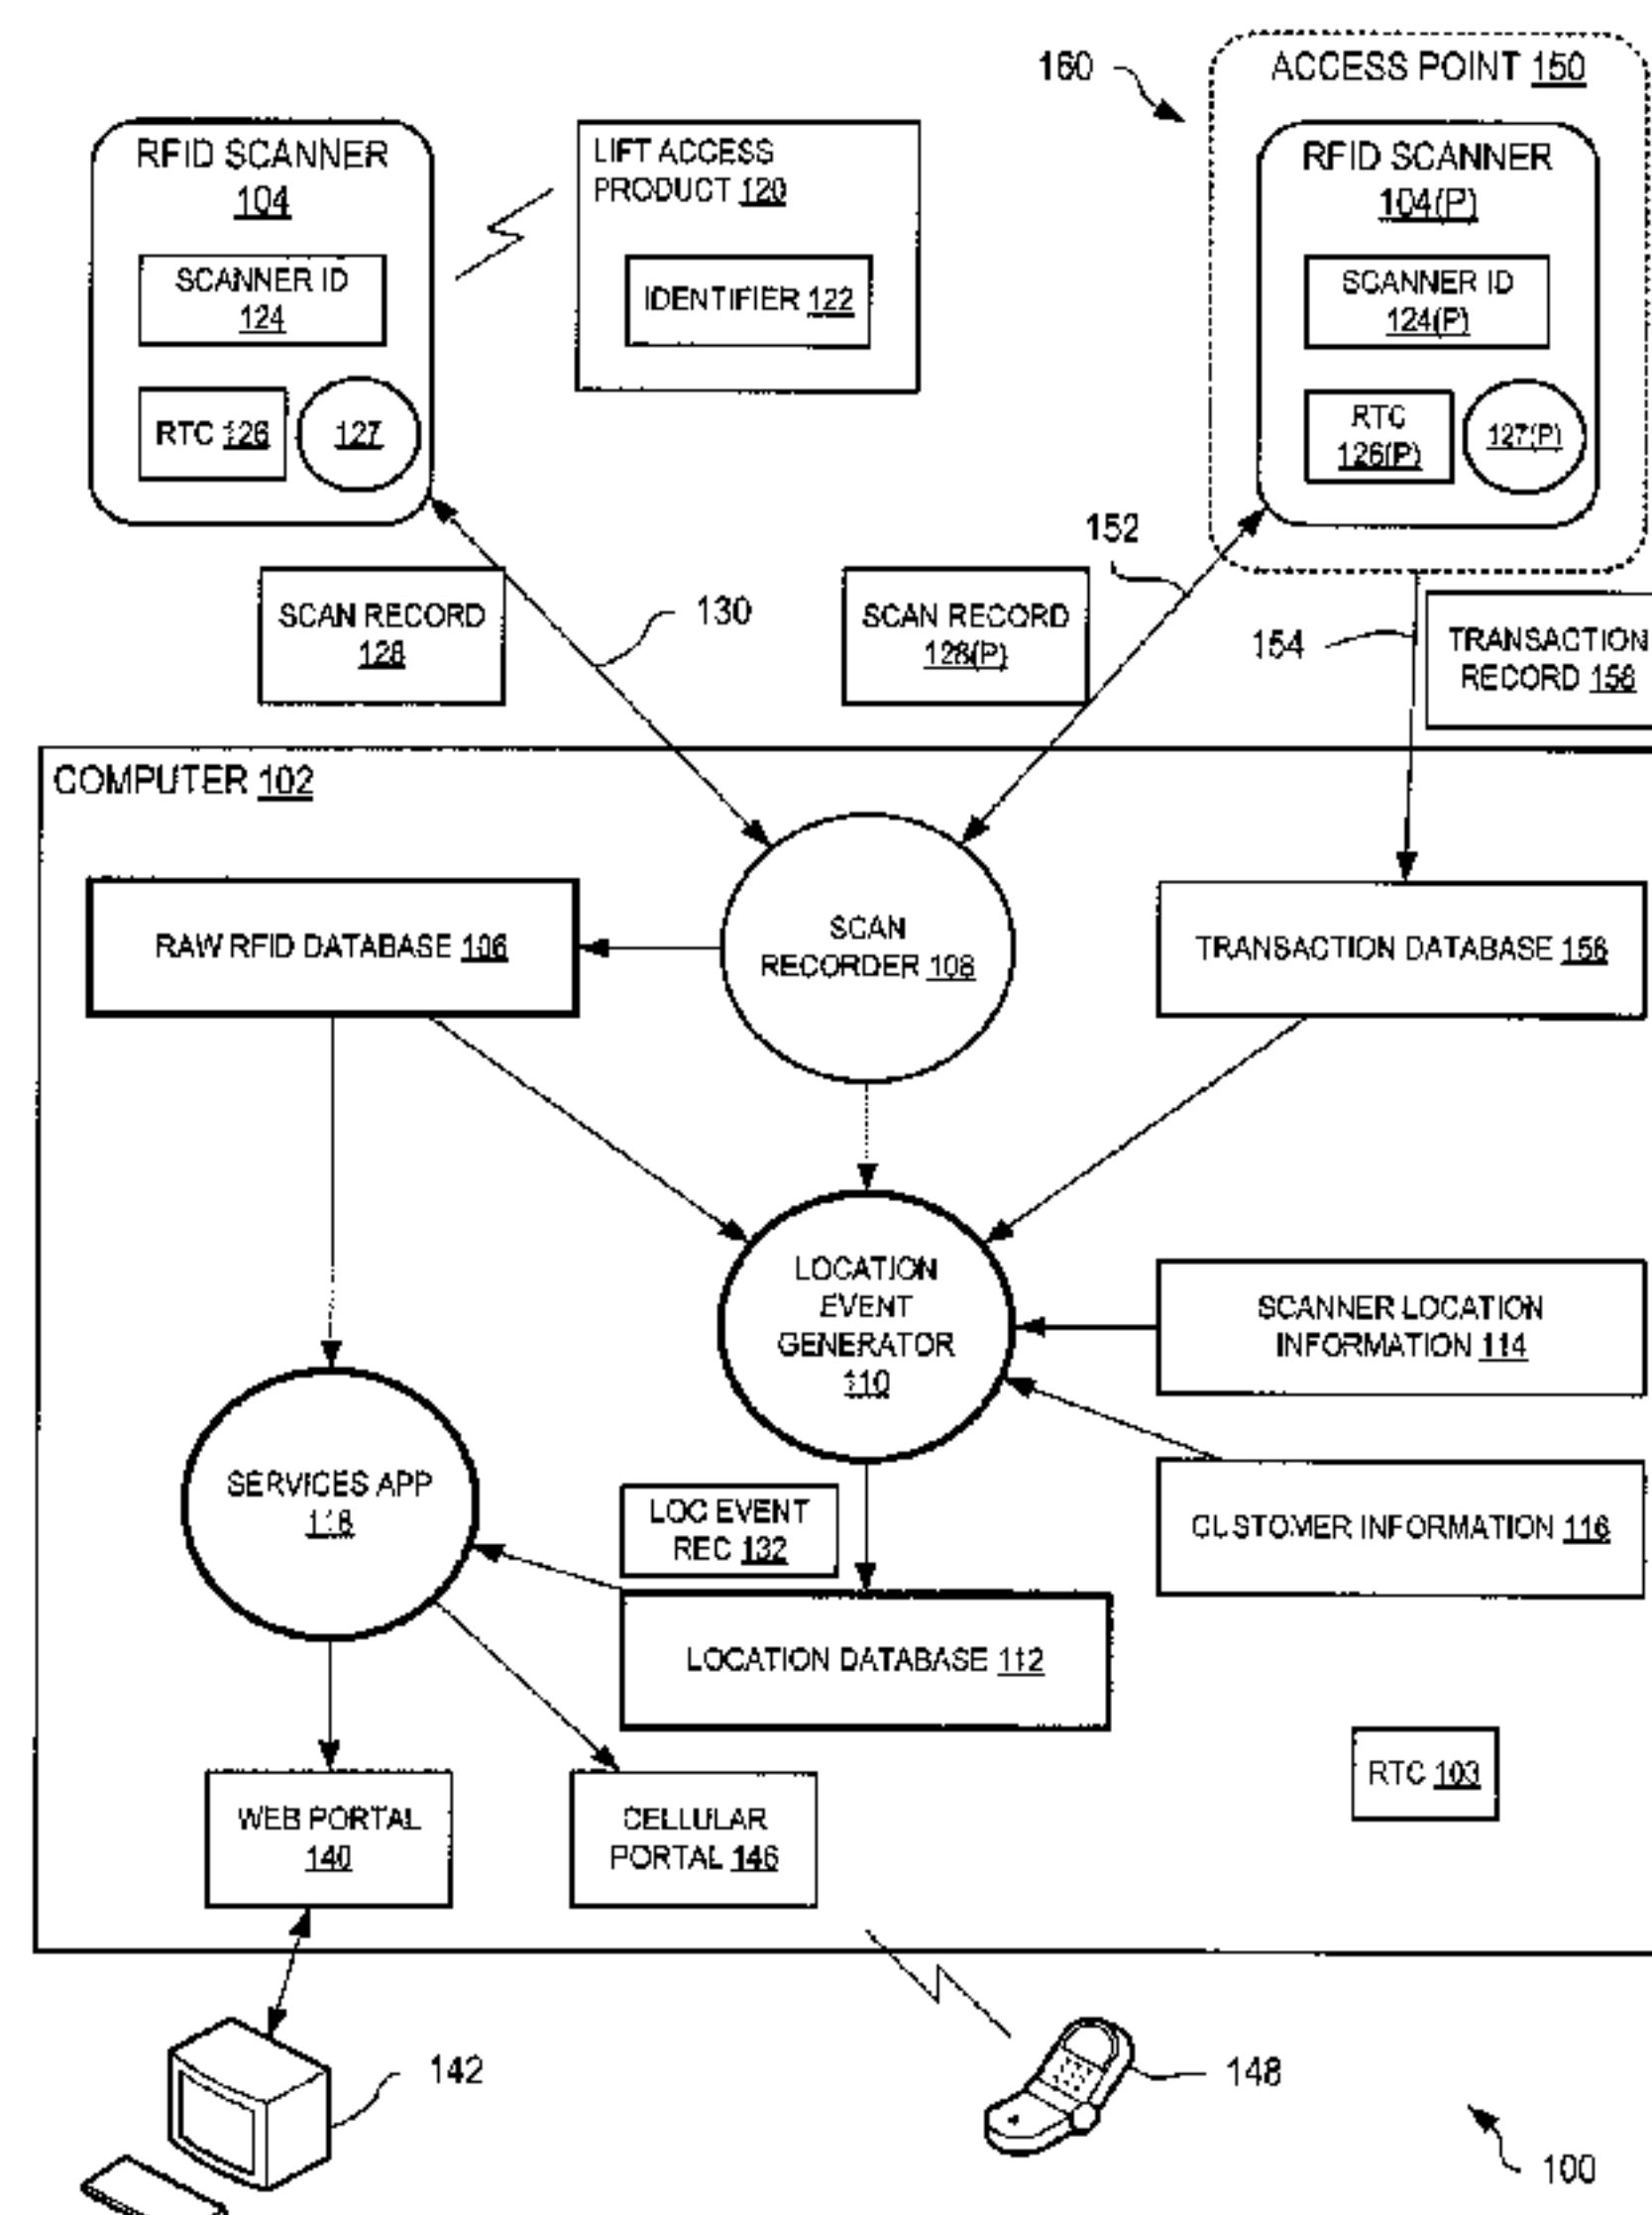 160
ACCESS POINT 150
RFID SCANNER
104
LIFT ACCESS
PRODUCT 120
RFID SCANNER
104(P)
SCANNER ID
124
IDENTIFIER 122
SCANNER ID
124(P)
RTC 126
127
RTC
126(P)
127(P)
152
SCAN RECORD
128
130
SCAN RECORD
128(P)
154
TRANSACTION
RECORD 158
COMPUTER 102
RAW RFID DATABASE 106
SCAN
RECORDER 108
TRANSACTION DATABASE 156
LOCATION
EVENT
GENERATOR
110
SCANNER LOCATION
INFORMATION 114
SERVICES APP
118
LOC EVENT
REC 132
CUSTOMER INFORMATION 116
LOCATION DATABASE 112
RTC 103
WEB PORTAL
140
CELLULAR
PORTAL 146
142
148
100